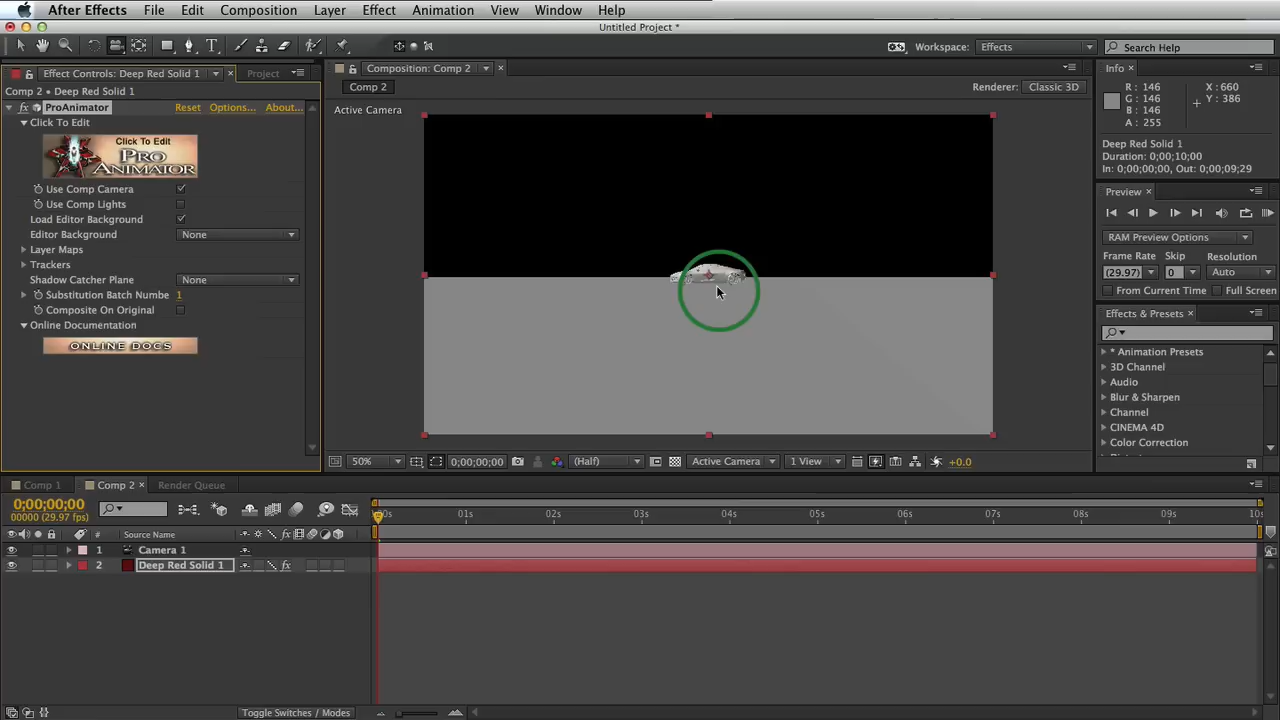 After Effects File Edit Composition Layer Effect Animation View Window Help
Untitled Project *
Workspace: Effects Search Help
Effect Controls: Deep Red Solid 1 Project
Composition: Comp 2
Info
Comp 2 • Deep Red Solid 1
Comp 2
Renderer: Classic 3D
R : 146
G : 146
B : 146
A : 255
X : 660
Y : 386
fx ProAnimator Reset Options... About...
Active Camera
Click To Edit
Click To Edit
PRO
ANIMATOR
Deep Red Solid 1
Duration: 0;00;10;00
In: 0;00;00;00, Out: 0;00;09;29
Use Comp Camera
Use Comp Lights
Load Editor Background
Editor Background None
Layer Maps
Trackers
Shadow Catcher Plane None
Substitution Batch Numbe 1
Composite On Original
Online Documentation
ONLINE DOCS
Preview
RAM Preview Options
Frame Rate Skip Resolution
(29.97) 0 Auto
From Current Time Full Screen
Effects & Presets
* Animation Presets
3D Channel
Audio
Blur & Sharpen
Channel
CINEMA 4D
Color Correction
50% 0;00;00;00 (Half) Active Camera 1 View +0.0
Comp 1 Comp 2 Render Queue
0;00;00;00
00000 (29.97 fps)
00s 01s 02s 03s 04s 05s 06s 07s 08s 09s 10s
# Source Name fx
1 Camera 1
2 Deep Red Solid 1 fx
Toggle Switches / Modes